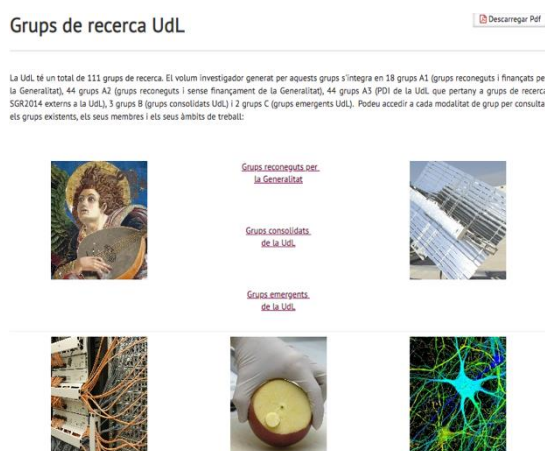 Grups de recerca UdL
Descarregar Pdf
La UdL té un total de 111 grups de recerca. El volum investigador generat per aquests grups s'integra en 18 grups A1 (grups reconeguts i finançats pe
la Generalitat), 44 grups A2 (grups reconeguts i sense finançament de la Generalitat), 44 grups A3 (PDI de la UdL que pertany a grups de recerca
SGR2014 externs a la UdL), 3 grups B (grups consolidats UdL) i 2 grups C (grups emergents UdL). Podeu accedir a cada modalitat de grup per consulta
els grups existents, els seus membres i els seus àmbits de treball:
Grups reconeguts per
la Generalitat
Grups consolidats
de la UdL
Grups emergents
de la UdL